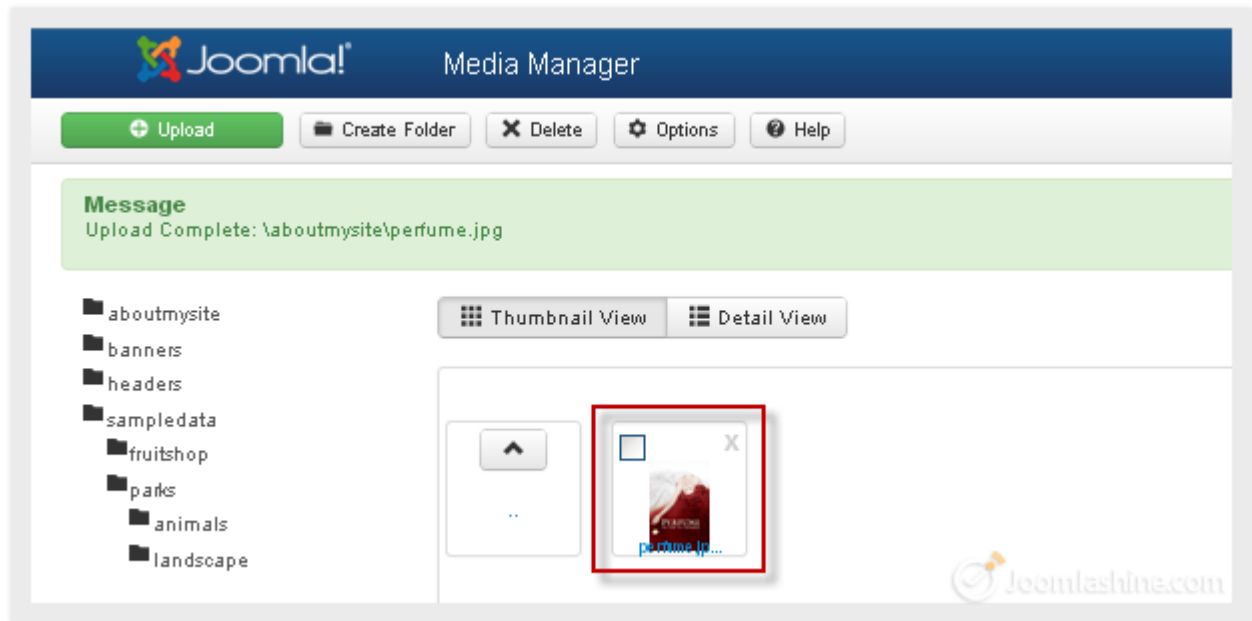 Joomla!
Media Manager
Upload
Create Folder
Delete
Options
Help
Message
Upload Complete: \aboutmysite\perfume.jpg
aboutmysite
banners
headers
sampledata
fruitshop
parks
animals
landscape
Thumbnail View
Detail View
X
..
PERFUME
perfume.jp...
Joomlashine.com